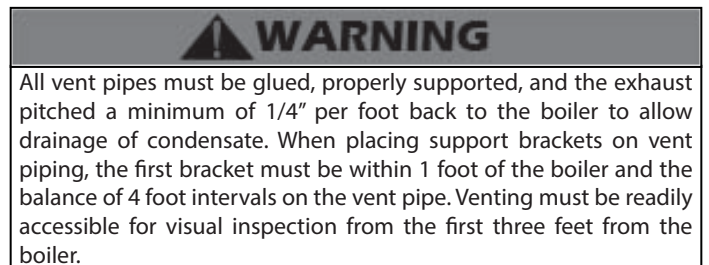 WARNING
All vent pipes must be glued, properly supported, and the exhaust
pitched a minimum of 1/4” per foot back to the boiler to allow
drainage of condensate. When placing support brackets on vent
piping, the first bracket must be within 1 foot of the boiler and the
balance of 4 foot intervals on the vent pipe. Venting must be readily
accessible for visual inspection from the first three feet from the
boiler.